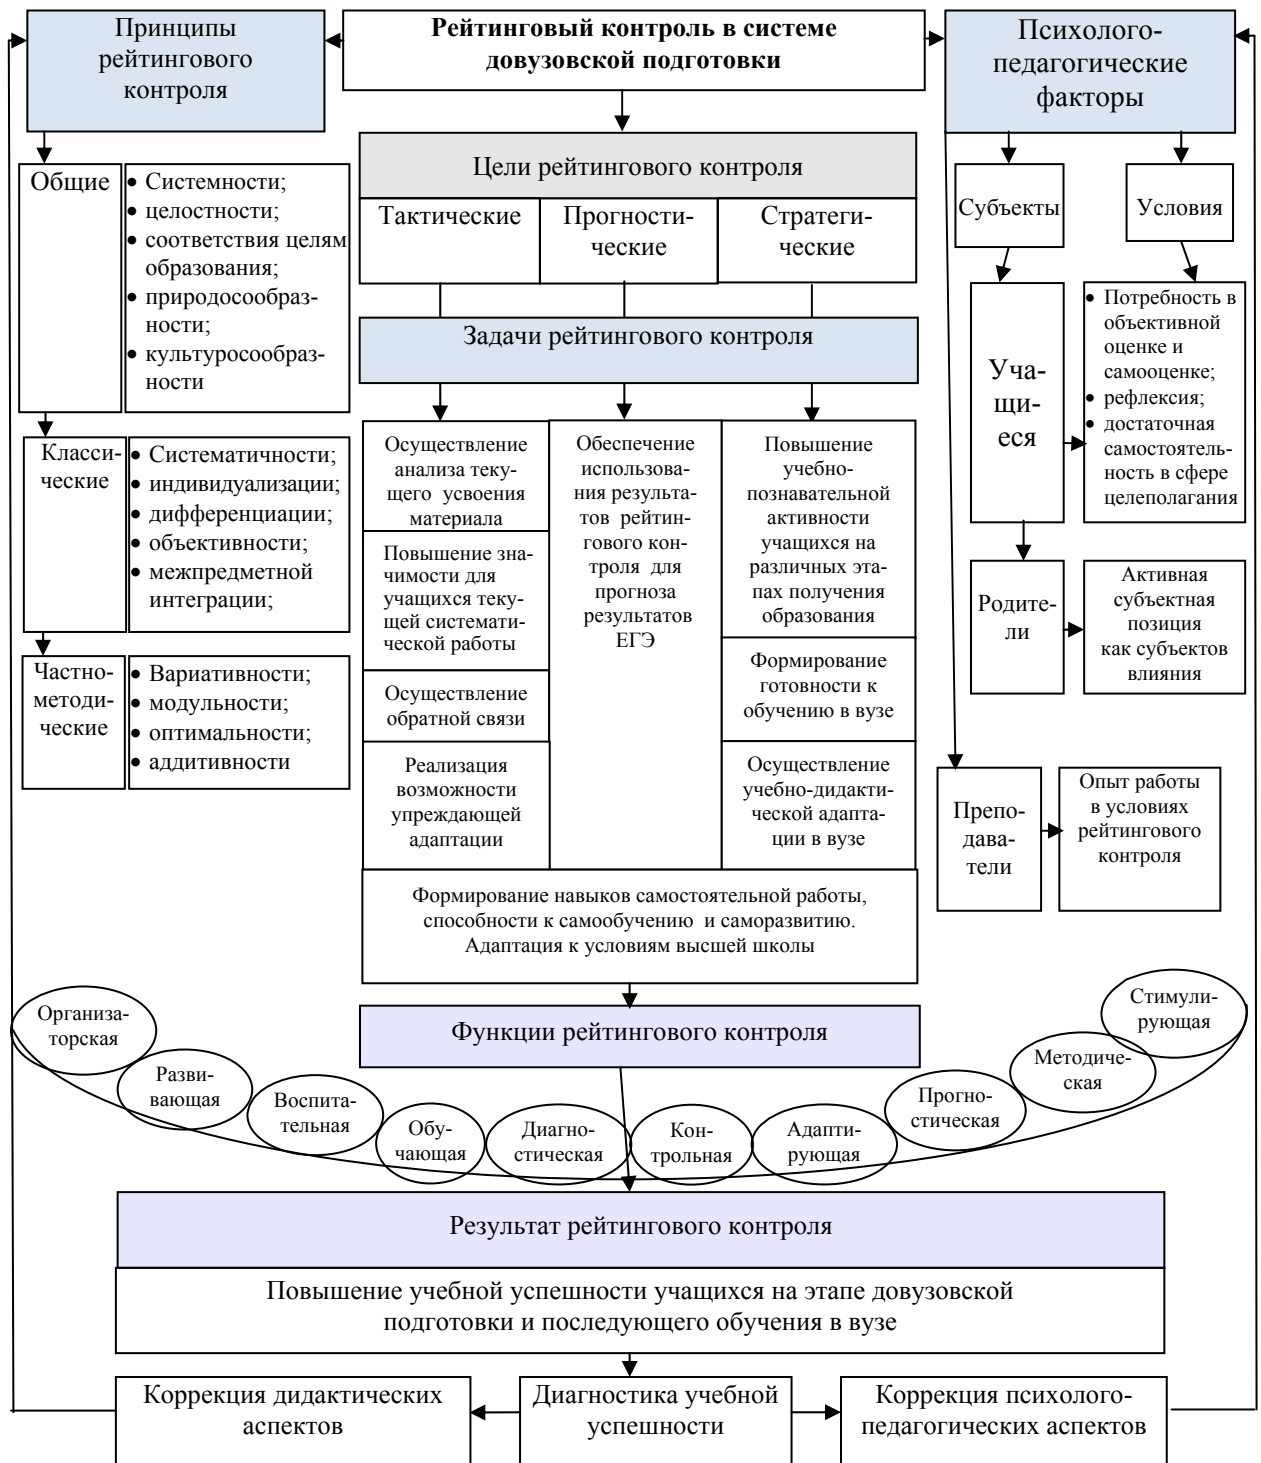 Принципы
рейтингового
контроля
Рейтинговый контроль в системе
довузовской подготовки
Психолого-
педагогические
факторы
Общие
• Системности;
• целостности;
• соответствия целям
образования;
• природосообраз-
ности;
• культуросообраз-
ности
Класси-
ческие
• Систематичности;
• индивидуализации;
• дифференциации;
• объективности;
• межпредметной
интеграции;
Частно-
методи-
ческие
• Вариативности;
• модульности;
• оптимальности;
• аддитивности
Цели рейтингового контроля
Тактические
Прогности-
ческие
Стратеги-
ческие
Задачи рейтингового контроля
Осуществление
анализа теку-
щего усвоения
материала
Повышение зна-
чимости для
учащихся теку-
щей системати-
ческой работы
Осуществление
обратной связи
Реализация
возможности
упреждающей
адаптации
Обеспечение
использова-
ния результа-
тов рейтин-
гового кон-
троля для
прогноза
результатов
ЕГЭ
Повышение
учебно-
познавательной
активности
учащихся на
различных эта-
пах получения
образования
Формирование
готовности к
обучению в вузе
Осуществление
учебно-дидакти-
ческой адапта-
ции в вузе
Формирование навыков самостоятельной работы,
способности к самообучению и саморазвитию.
Адаптация к условиям высшей школы
Субъекты
Условия
Уча-
щи-
еся
• Потребность в
объективной
оценке и
самооценке;
• рефлексия;
• достаточная
самостоятель-
ность в сфере
целеполагания
Родите-
ли
Активная
субъектная
позиция
как субъектов
влияния
Препо-
дава-
тели
Опыт работы
в условиях
рейтингового
контроля
Функции рейтингового контроля
Организа-
торская
Разви-
вающая
Воспита-
тельная
Обу-
чающая
Диагно-
стическая
Кон-
трольная
Адапти-
рующая
Прогно-
стическая
Методиче-
ская
Стимули-
рующая
Результат рейтингового контроля
Повышение учебной успешности учащихся на этапе довузовской
подготовки и последующего обучения в вузе
Коррекция дидактических
аспектов
Диагностика учебной
успешности
Коррекция психолого-
педагогических аспектов